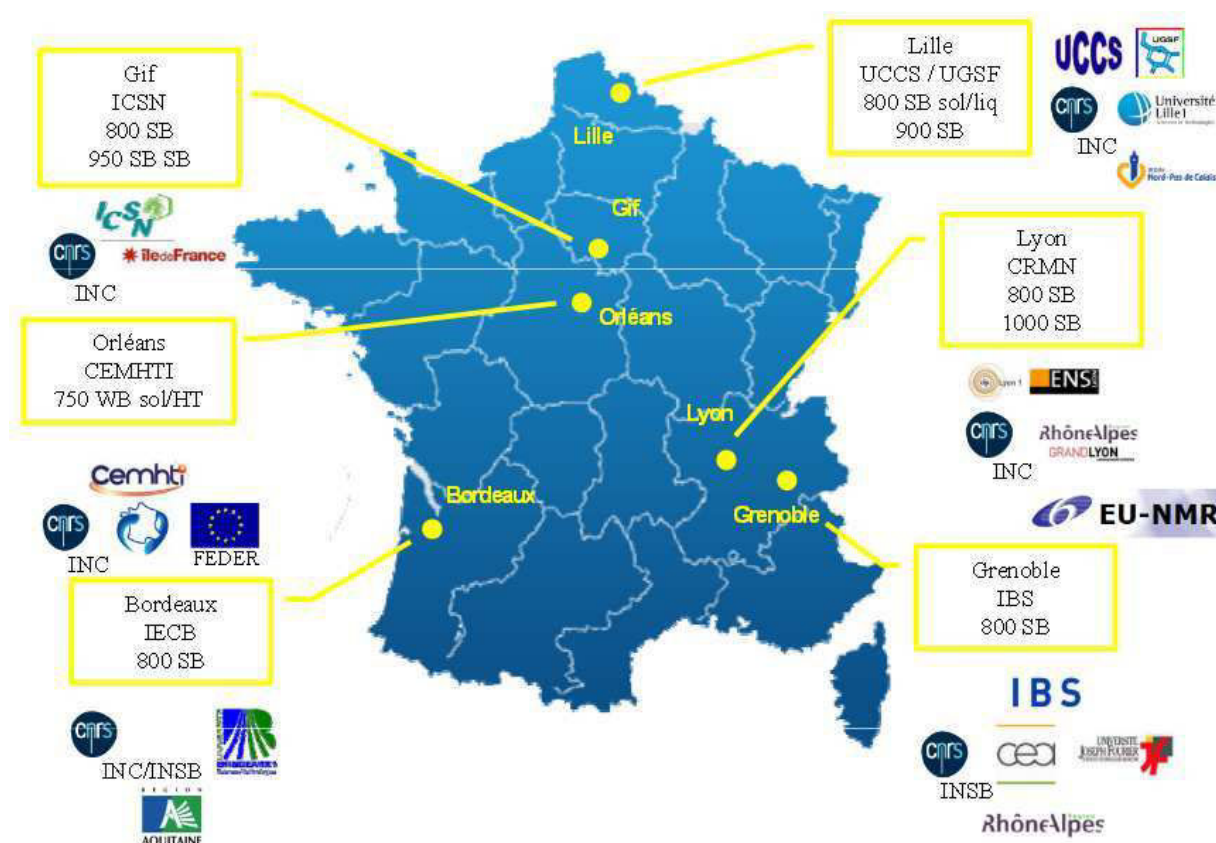 Gif
ICSN
800 SB
950 SB SB
ICSN
cnrs
îledeFrance
INC
Lille
UCCS / UGSF
800 SB sol/liq
900 SB
UCCS
UGSF
cnrs
Université
Lille1
INC
Nord-Pas de Calais
Lille
Gif
Orléans
Lyon
Grenoble
Bordeaux
Orléans
CEMHTI
750 WB sol/HT
Cemhti
cnrs
INC
FEDER
Lyon
CRMN
800 SB
1000 SB
Lyon 1
ENS
cnrs
INC
RhôneAlpes
GRANDLYON
EU-NMR
Bordeaux
IECB
800 SB
cnrs
INC/INSB
RÉGION
AQUITAINE
Grenoble
IBS
800 SB
IBS
cnrs
INSB
cea
UNIVERSITÉ
JOSEPH FOURIER
RhôneAlpes